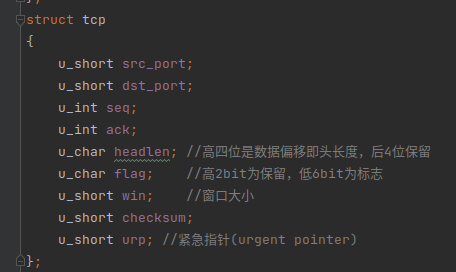 };
struct tcp
{
u_short src_port;
u_short dst_port;
u_int seq;
u_int ack;
u_char headlen; //高四位是数据偏移即头长度，后4位保留
u_char flag; //高2bit为保留，低6bit为标志
u_short win; //窗口大小
u_short checksum;
u_short urp; //紧急指针(urgent pointer)
};